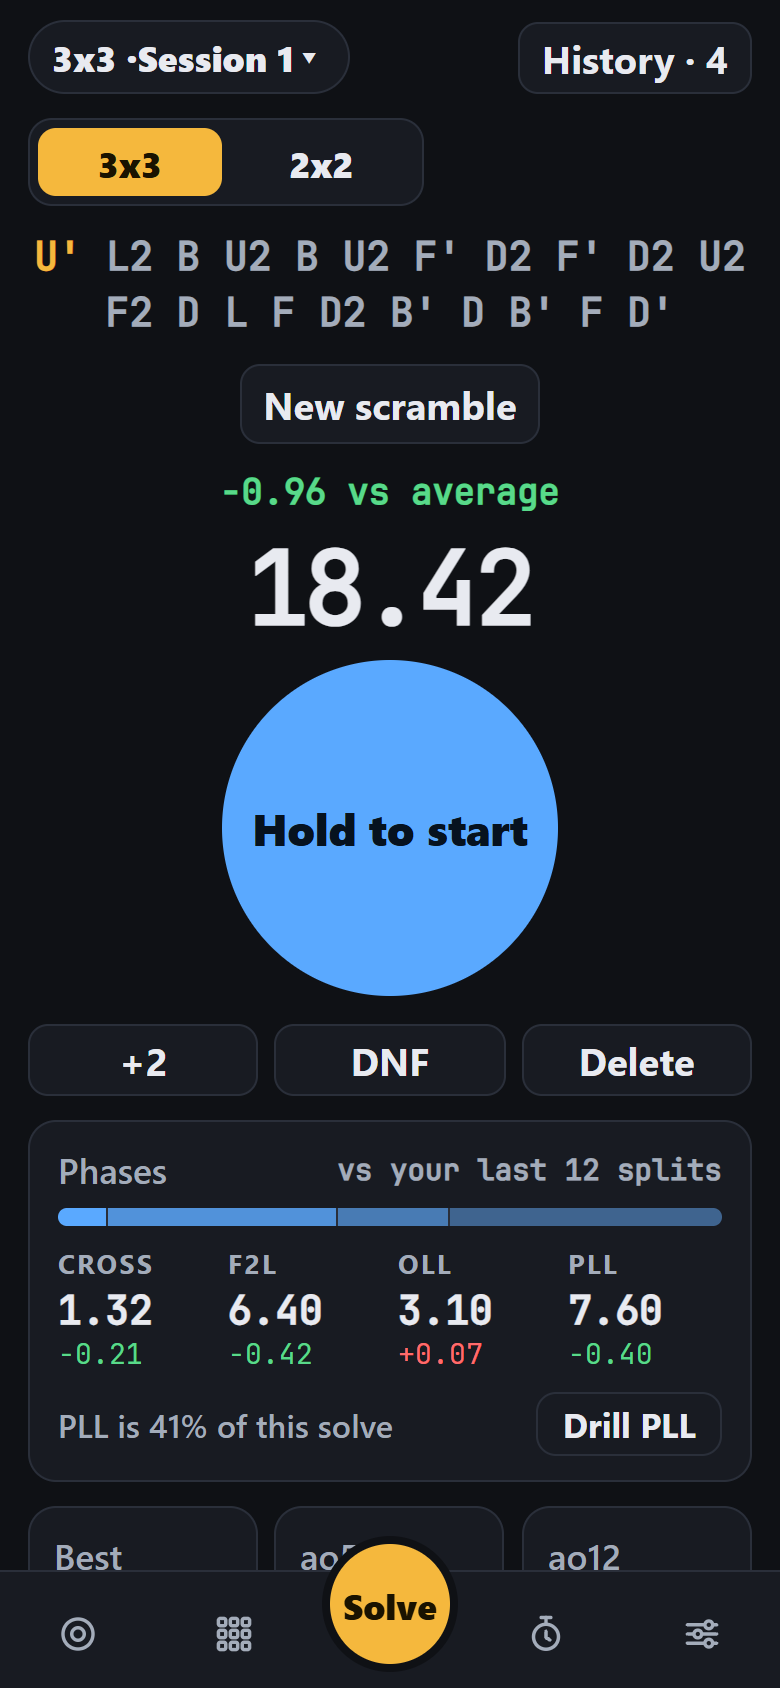 3x3 ·Session 1 ▾
History · 4
3x3
2x2
U' L2 B U2 B U2 F' D2 F' D2 U2
F2 D L F D2 B' D B' F D'
New scramble
-0.96 vs average
18.42
Hold to start
+2
DNF
Delete
Phases
vs your last 12 splits
CROSS
F2L
OLL
PLL
1.32
6.40
3.10
7.60
-0.21
-0.42
+0.07
-0.40
PLL is 41% of this solve
Drill PLL
Best
ao12
Solve